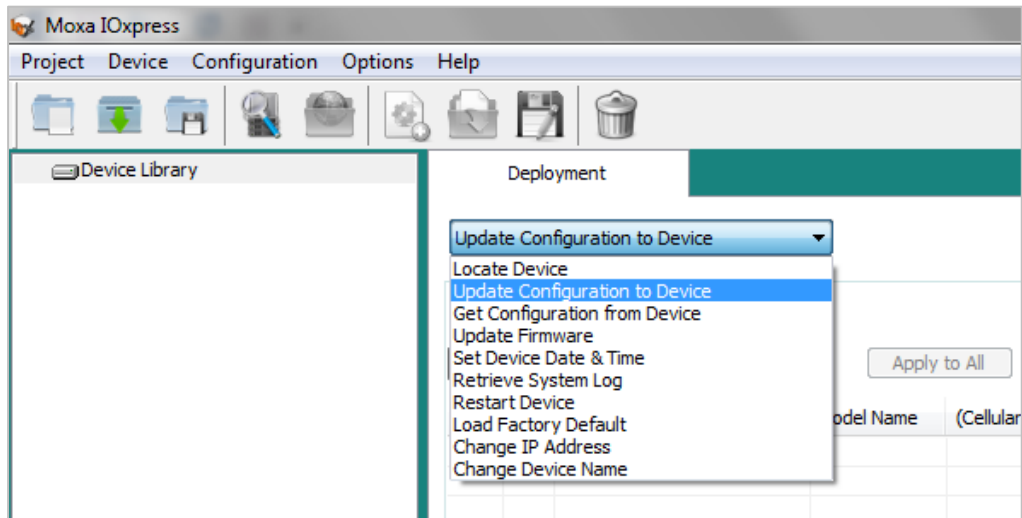 Moxa IOxpress
Project Device Configuration Options Help
Device Library
Deployment
Update Configuration to Device
Locate Device
Update Configuration to Device
Get Configuration from Device
Update Firmware
Set Device Date & Time
Retrieve System Log
Restart Device
Load Factory Default
Change IP Address
Change Device Name
Apply to All
odel Name (Cellular